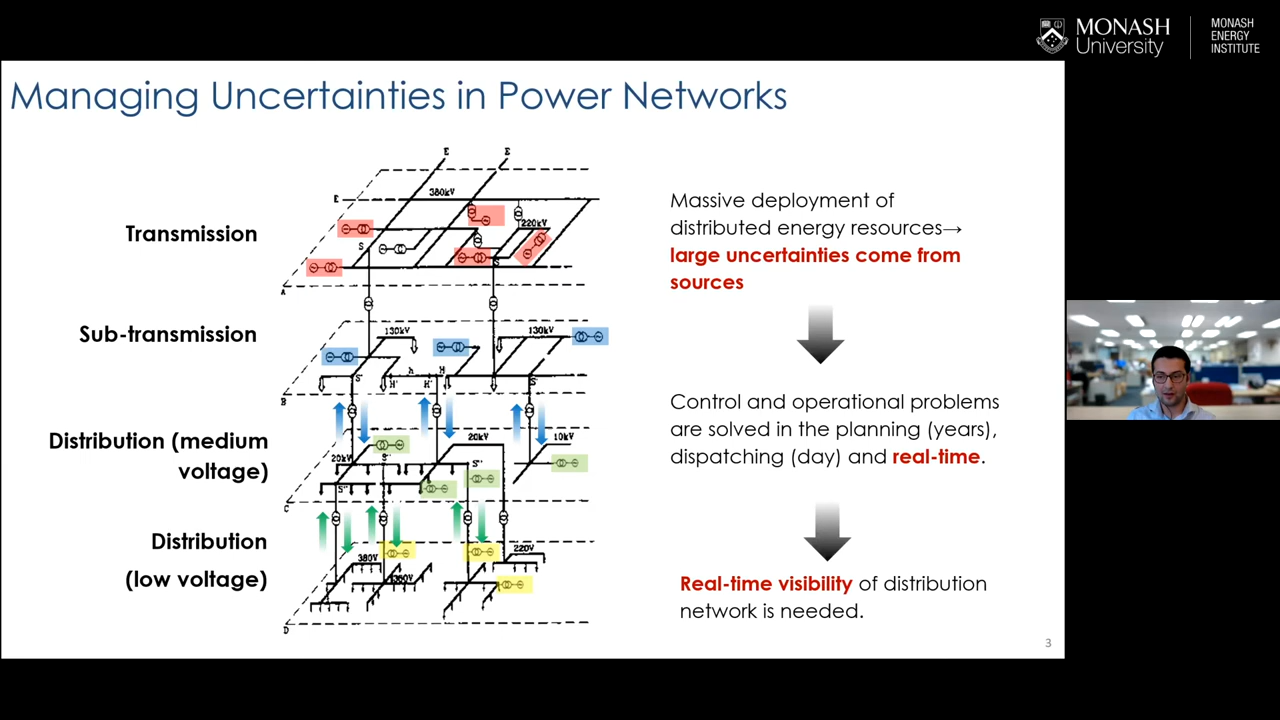 MONASH
University
MONASH
ENERGY
INSTITUTE
Managing Uncertainties in Power Networks
Transmission
Sub-transmission
Distribution (medium
voltage)
Distribution
(low voltage)
E
E
E
380kV
220kV
S
S
A
130kV
130kV
S'
H'
h
H'
H
S'
B
20kV
20kV
10kV
S''
S''
S''
C
380V
380V
220V
D
Massive deployment of
distributed energy resources→
large uncertainties come from
sources
Control and operational problems
are solved in the planning (years),
dispatching (day) and real-time.
Real-time visibility of distribution
network is needed.
3